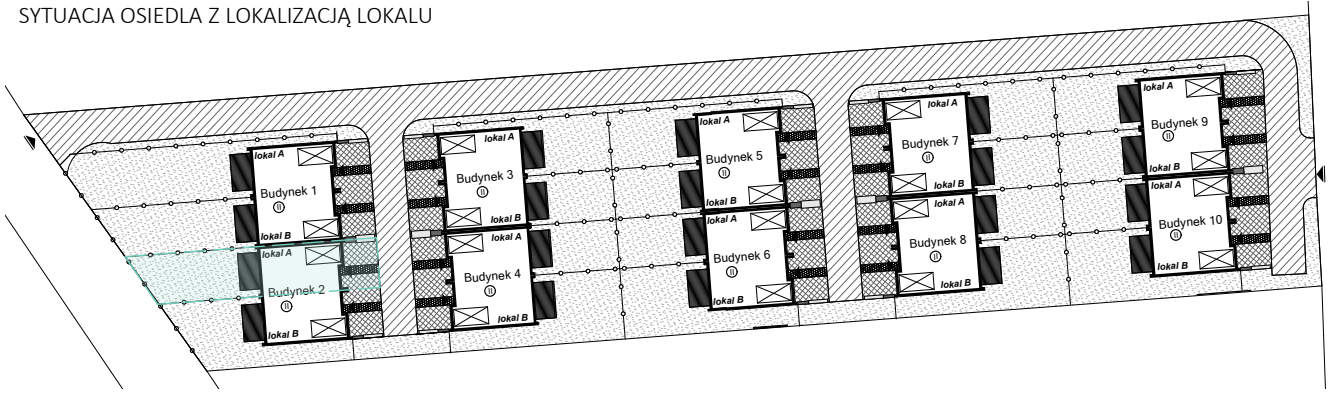 SYTUACJA OSIEDLA Z LOKALIZACJĄ LOKALU
lokal A
Budynek 1
II
lokal B
lokal A
Budynek 2
II
lokal B
lokal A
Budynek 3
II
lokal B
lokal A
Budynek 4
II
lokal B
lokal A
Budynek 5
II
lokal B
lokal A
Budynek 6
II
lokal B
lokal A
Budynek 7
II
lokal B
lokal A
Budynek 8
II
lokal B
lokal A
Budynek 9
II
lokal B
lokal A
Budynek 10
II
lokal B